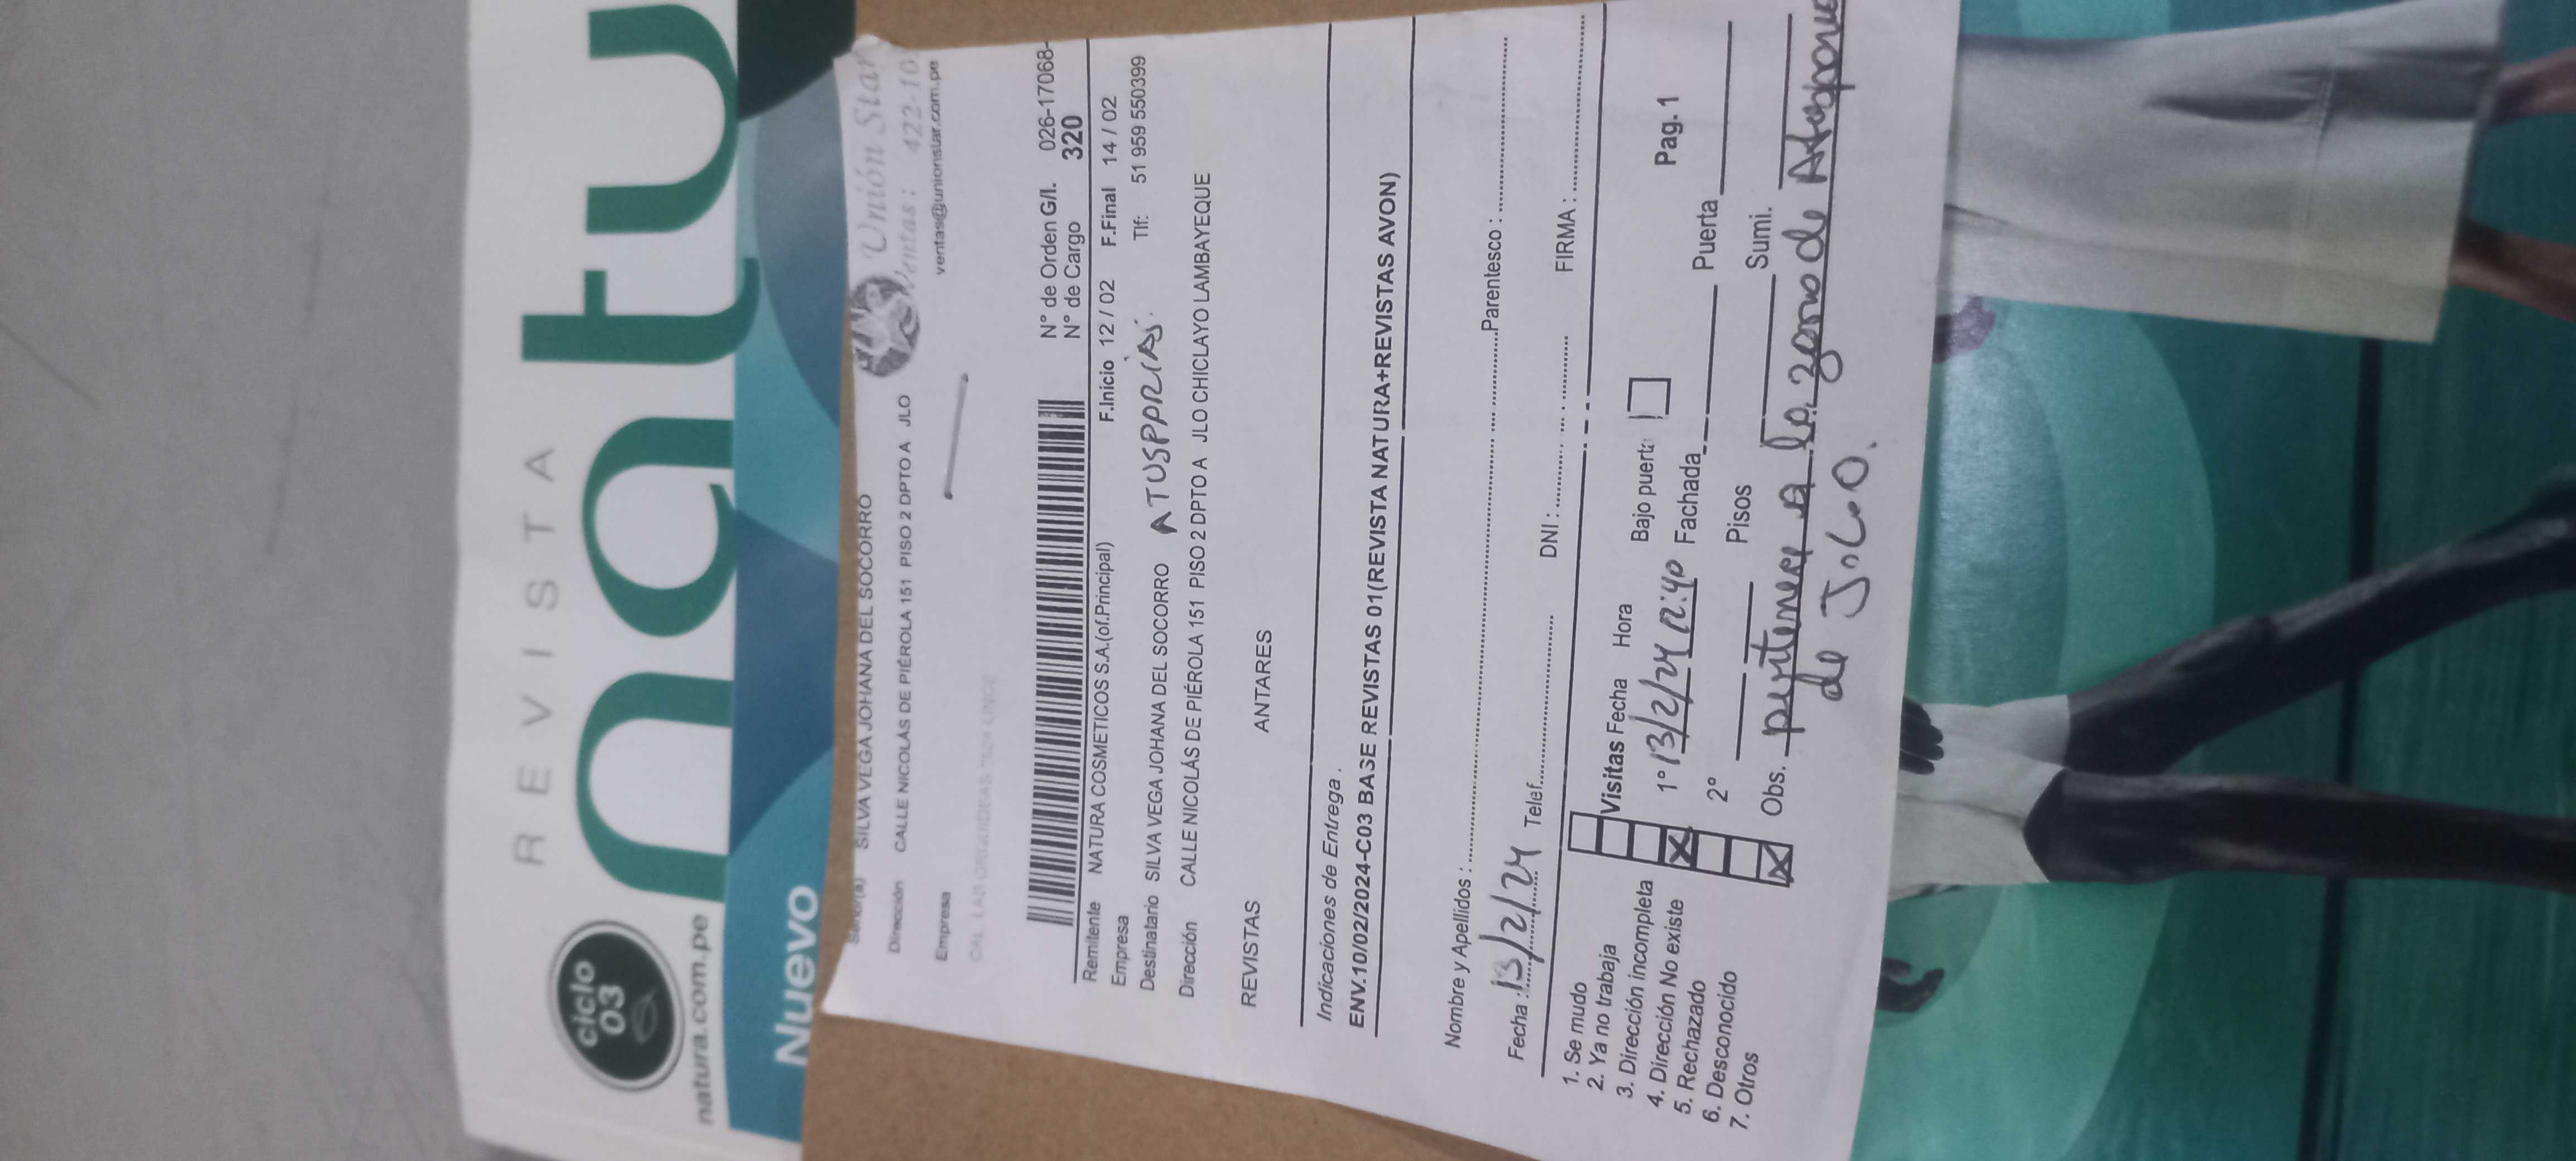 REVISTA
natu
ciclo
03
natura.com.pe
Nuevo
Unión Star
Ventas: 422-10
ventas@unionstar.com.pe
Señor(a) SILVA VEGA JOHANA DEL SOCORRO
Dirección CALLE NICOLÁS DE PIÉROLA 151 PISO 2 DPTO A JLO
Empresa
N° de Orden G/I. 026-17068-
N° de Cargo 320
Remitente NATURA COSMETICOS S.A.(of.Principal) F.Inicio 12 / 02 F.Final 14 / 02
Empresa Tlf: 51 959 550399
Destinatario SILVA VEGA JOHANA DEL SOCORRO
Dirección CALLE NICOLÁS DE PIÉROLA 151 PISO 2 DPTO A JLO CHICLAYO LAMBAYEQUE
REVISTAS ANTARES
Indicaciones de Entrega .
ENV.10/02/2024-C03 BASE REVISTAS 01(REVISTA NATURA+REVISTAS AVON)
Nombre y Apellidos : Parentesco :
Fecha : 13/2/24 Telef. DNI : FIRMA :
1. Se mudo
2. Ya no trabaja
3. Dirección incompleta
4. Dirección No existe
5. Rechazado
6. Desconocido
7. Otros
Visitas Fecha Hora Bajo puerta Pag. 1
1° 13/2/24 12:40 Fachada Puerta
2° Pisos Sumi.
Obs. pertenece a la zona de
de J.L.O.